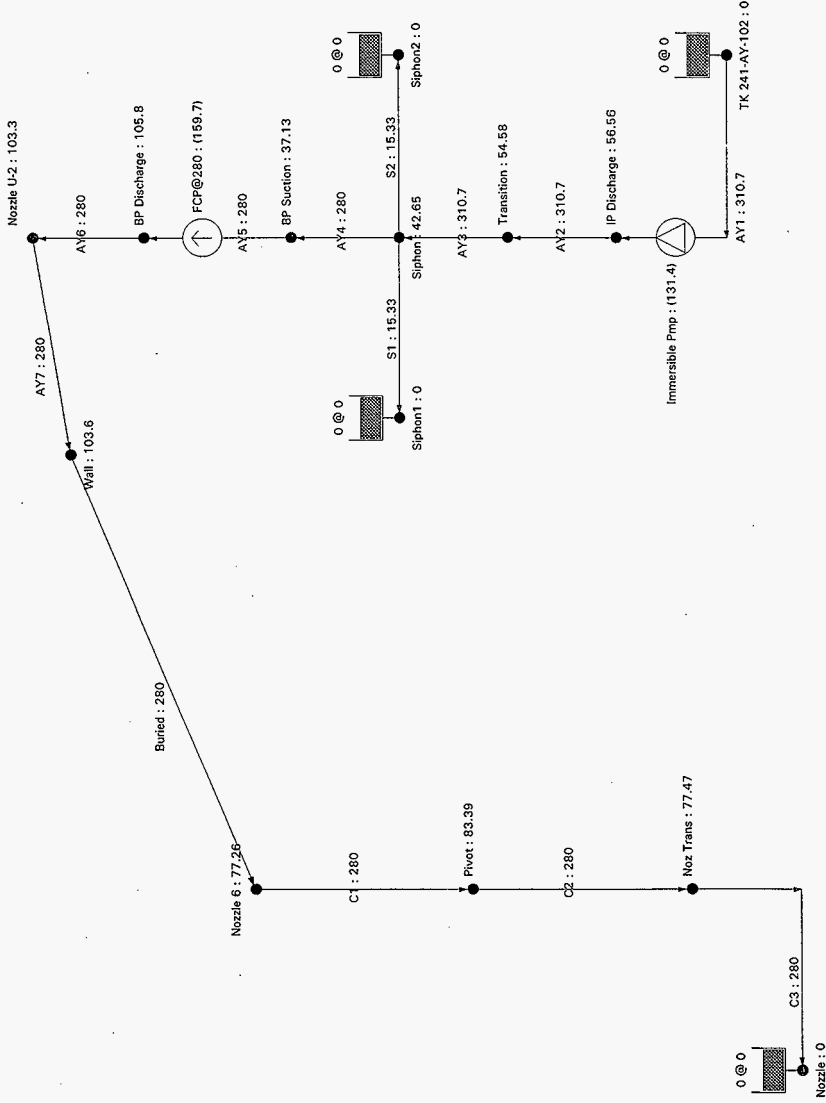 Nozzle U-2 : 103.3
AY6 : 280
BP Discharge : 105.8
FCP@280 : (159.7)
AY5 : 280
BP Suction : 37.13
AY4 : 280
0 @ 0
Siphon2 : 0
S2 : 15.33
Siphon : 42.65
S1 : 15.33
0 @ 0
Siphon1 : 0
AY3 : 310.7
Transition : 54.58
AY2 : 310.7
IP Discharge : 56.56
Immersible Pmp : (131.4)
AY1 : 310.7
0 @ 0
TK 241-AY-102 : 0
AY7 : 280
Wall : 103.6
Buried : 280
Nozzle 6 : 77.26
C1 : 280
Pivot : 83.39
C2 : 280
Noz Trans : 77.47
C3 : 280
0 @ 0
Nozzle : 0